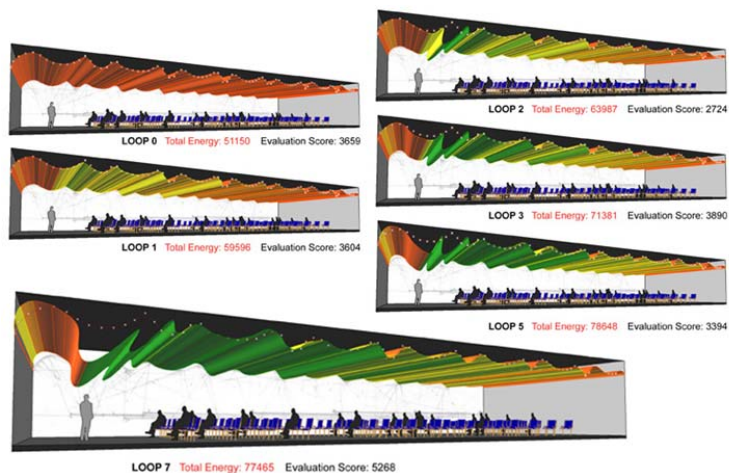 LOOP 0 Total Energy: 51150 Evaluation Score: 3659
LOOP 1 Total Energy: 59596 Evaluation Score: 3604
LOOP 2 Total Energy: 63987 Evaluation Score: 2724
LOOP 3 Total Energy: 71381 Evaluation Score: 3890
LOOP 5 Total Energy: 78648 Evaluation Score: 3394
LOOP 7 Total Energy: 77465 Evaluation Score: 5268